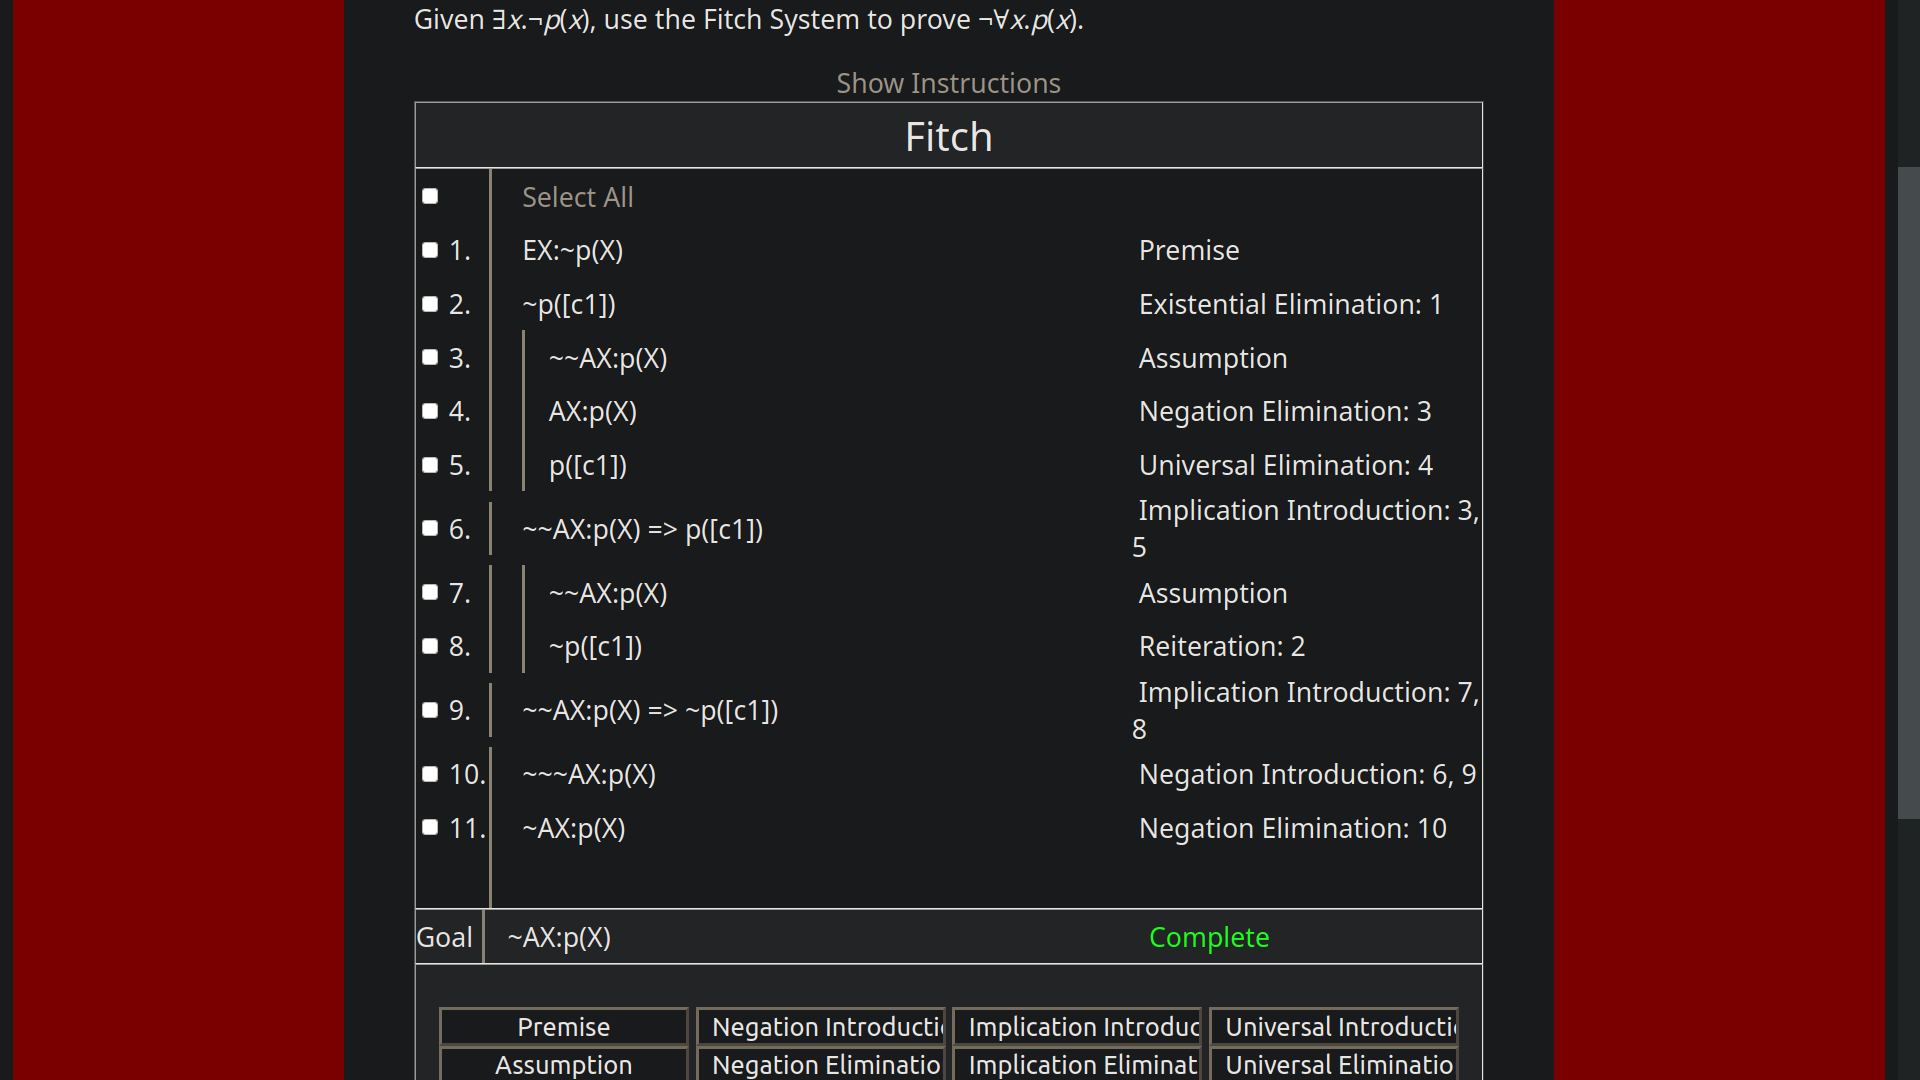 Given ∃x.¬p(x), use the Fitch System to prove ¬∀x.p(x).
Show Instructions
Fitch
Select All
1. EX:~p(X) Premise
2. ~p([c1]) Existential Elimination: 1
3. ~~AX:p(X) Assumption
4. AX:p(X) Negation Elimination: 3
5. p([c1]) Universal Elimination: 4
6. ~~AX:p(X) => p([c1]) Implication Introduction: 3,
5
7. ~~AX:p(X) Assumption
8. ~p([c1]) Reiteration: 2
9. ~~AX:p(X) => ~p([c1]) Implication Introduction: 7,
8
10. ~~~AX:p(X) Negation Introduction: 6, 9
11. ~AX:p(X) Negation Elimination: 10
Goal ~AX:p(X) Complete
Premise Negation Introducti Implication Introduc Universal Introducti
Assumption Negation Eliminatio Implication Eliminat Universal Eliminatio